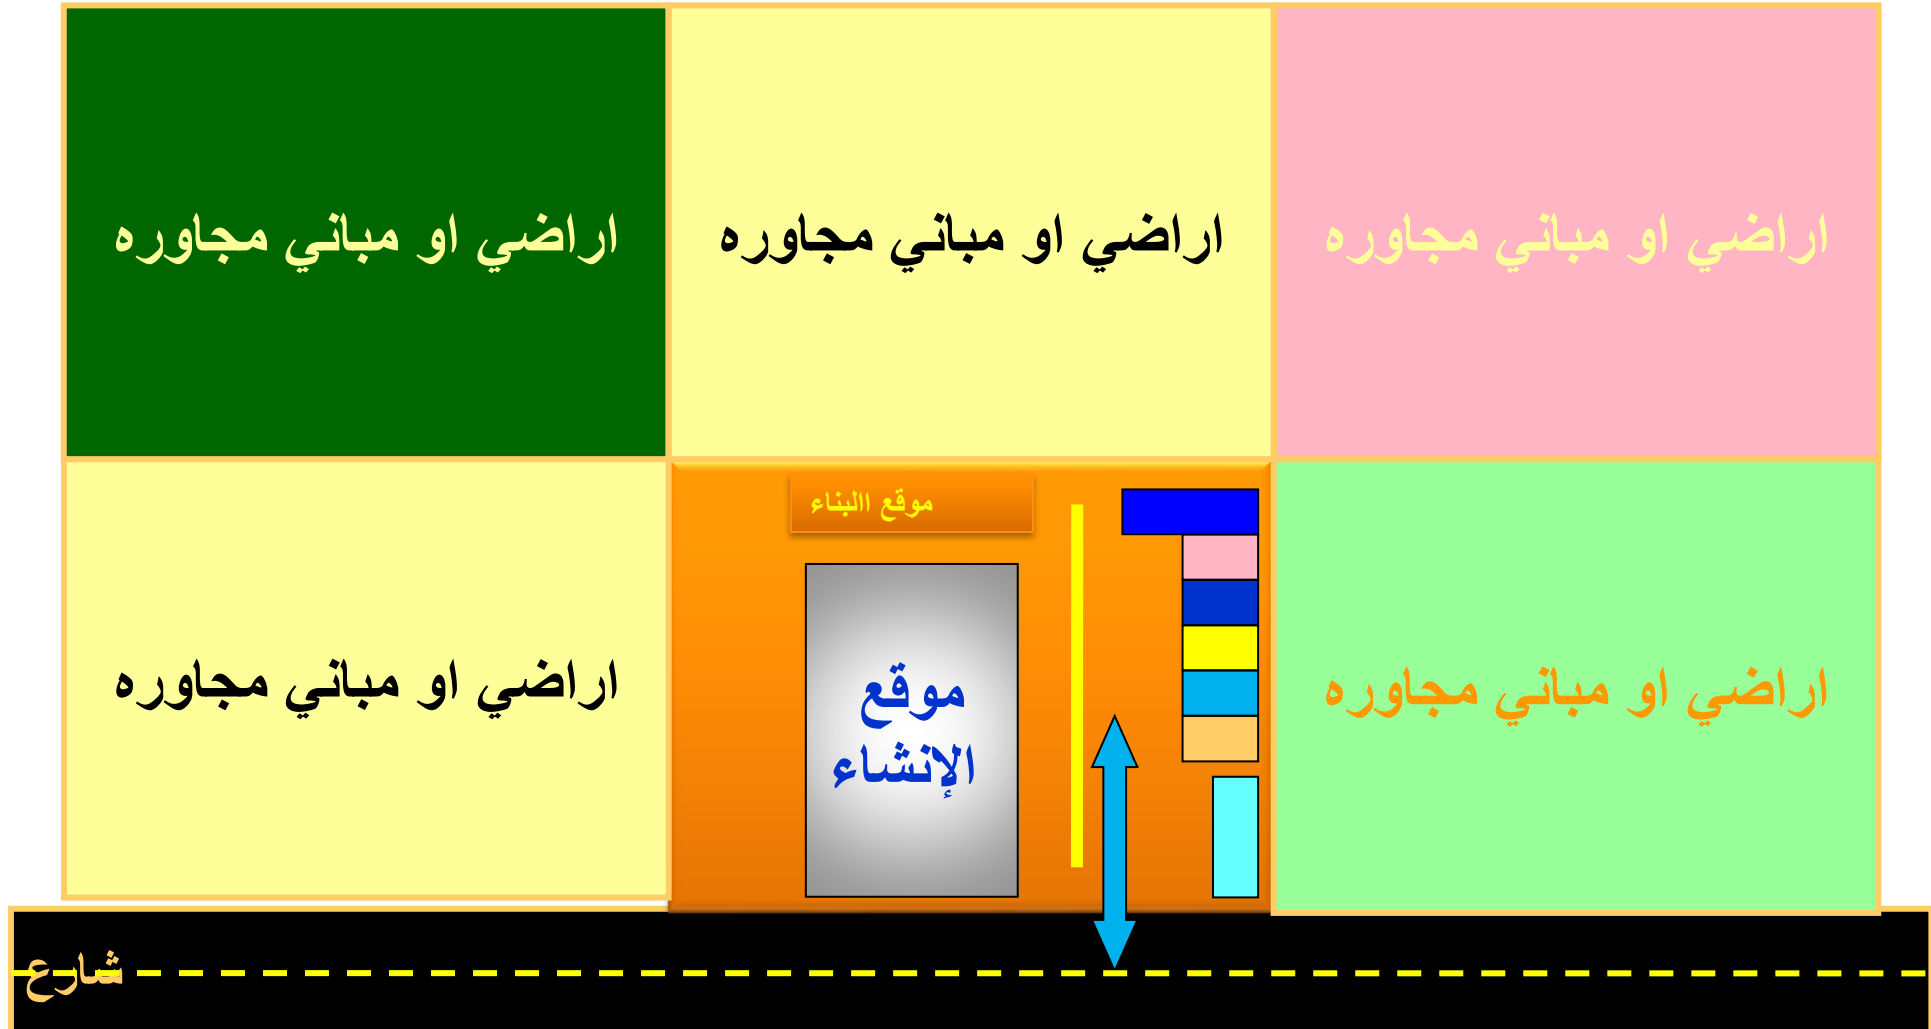 اراضي او مباني مجاوره
اراضي او مباني مجاوره
اراضي او مباني مجاوره
موقع االبناء
اراضي او مباني مجاوره
موقع
الإنشاء
اراضي او مباني مجاوره
شارع